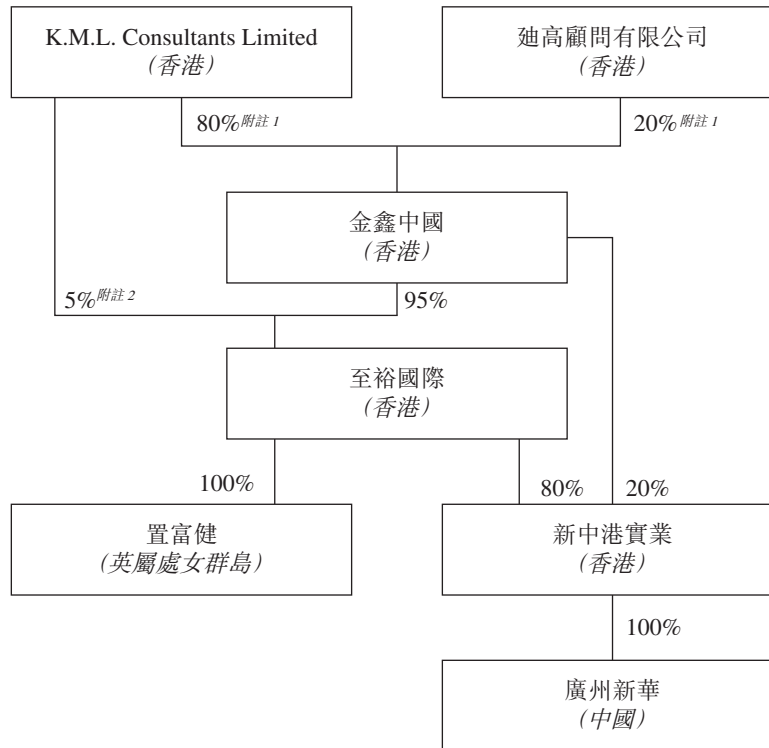 K.M.L. Consultants Limited
(香港)
廸高顧問有限公司
(香港)
80%附註 1
20%附註 1
金鑫中國
(香港)
5%附註 2
95%
至裕國際
(香港)
100%
80%
20%
置富健
(英屬處女群島)
新中港實業
(香港)
100%
廣州新華
(中國)